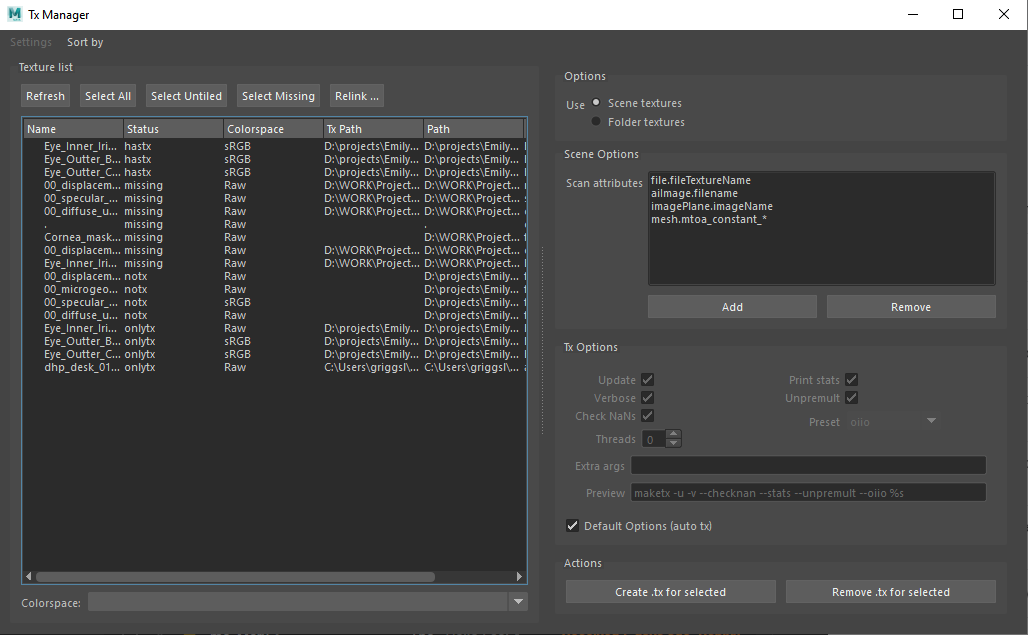 Tx Manager
Settings Sort by
Texture list
Refresh Select All Select Untiled Select Missing Relink ...
Name Status Colorspace Tx Path Path
Eye_Inner_Iri... hastx sRGB D:\projects\Emily... D:\projects\Emily...
Eye_Outter_B... hastx sRGB D:\projects\Emily... D:\projects\Emily...
Eye_Outter_C... hastx sRGB D:\projects\Emily... D:\projects\Emily...
00_displacem... missing Raw D:\WORK\Project... D:\WORK\Project...
00_specular_... missing Raw D:\WORK\Project... D:\WORK\Project...
00_diffuse_u... missing Raw D:\WORK\Project... D:\WORK\Project...
. missing Raw .
Cornea_mask... missing Raw D:\WORK\Project...
00_displacem... missing Raw D:\WORK\Project... D:\WORK\Project...
Eye_Inner_Iri... missing Raw D:\WORK\Project... D:\WORK\Project...
00_displacem... notx Raw D:\projects\Emily...
00_microgeo... notx Raw D:\projects\Emily...
00_specular_... notx sRGB D:\projects\Emily...
00_diffuse_u... notx Raw D:\projects\Emily...
Eye_Inner_Iri... onlytx Raw D:\projects\Emily... D:\projects\Emily...
Eye_Outter_B... onlytx sRGB D:\projects\Emily... D:\projects\Emily...
Eye_Outter_C... onlytx sRGB D:\projects\Emily... D:\projects\Emily...
dhp_desk_01... onlytx Raw C:\Users\griggsl\... C:\Users\griggsl\...
Colorspace:
Options
Use Scene textures
Folder textures
Scene Options
Scan attributes
file.fileTextureName
aiImage.filename
imagePlane.imageName
mesh.mtoa_constant_*
Add Remove
Tx Options
Update Print stats
Verbose Unpremult
Check NaNs Preset oiio
Threads 0
Extra args
Preview maketx -u -v --checknan --stats --unpremult --oiio %s
Default Options (auto tx)
Actions
Create .tx for selected Remove .tx for selected